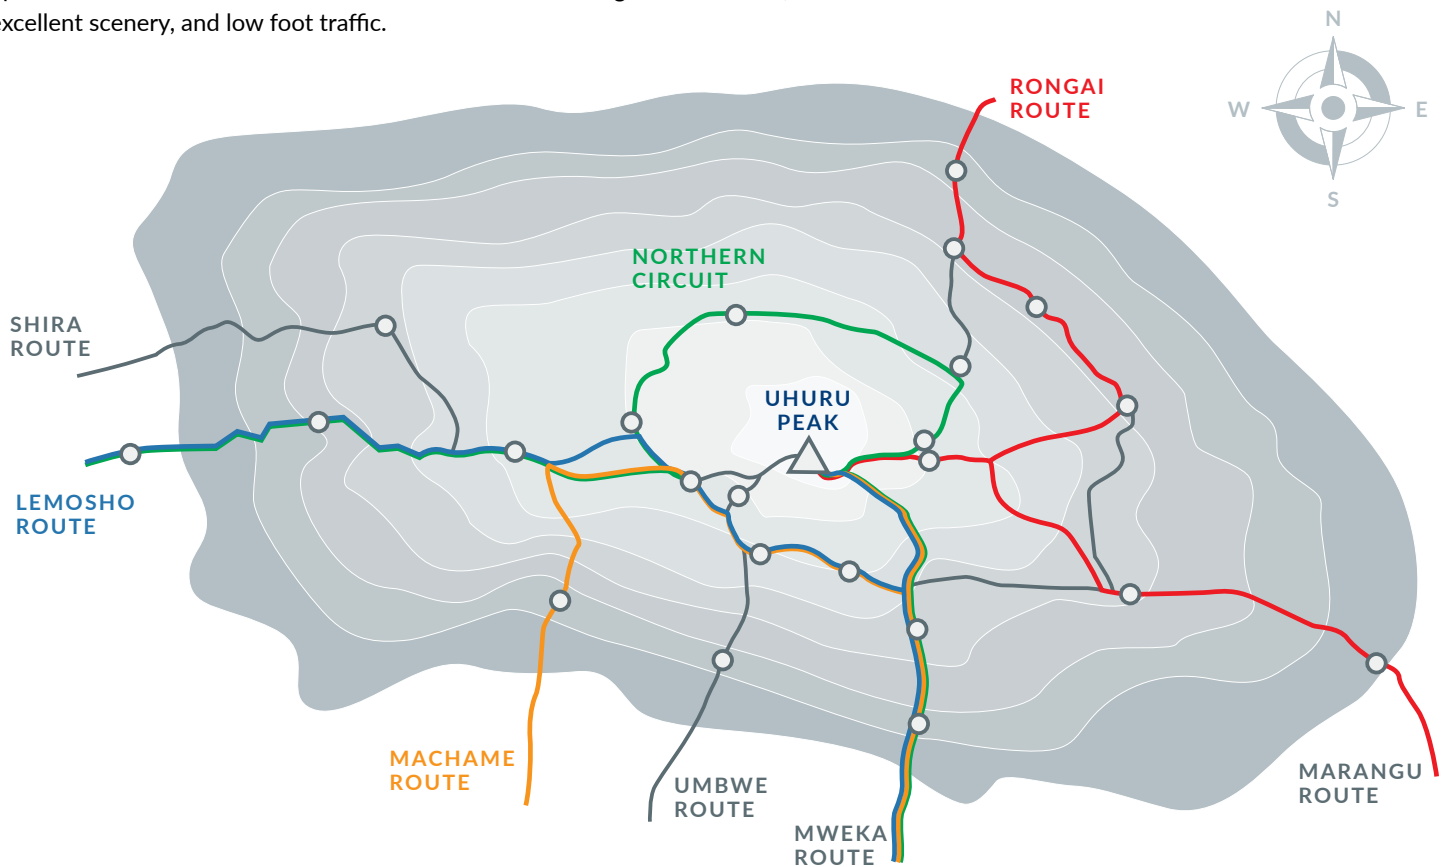 excellent scenery, and low foot traffic.
N
W
E
S
RONGAI
ROUTE
NORTHERN
CIRCUIT
SHIRA
ROUTE
UHURU
PEAK
LEMOSHO
ROUTE
MACHAME
ROUTE
UMBWE
ROUTE
MWEKA
ROUTE
MARANGU
ROUTE